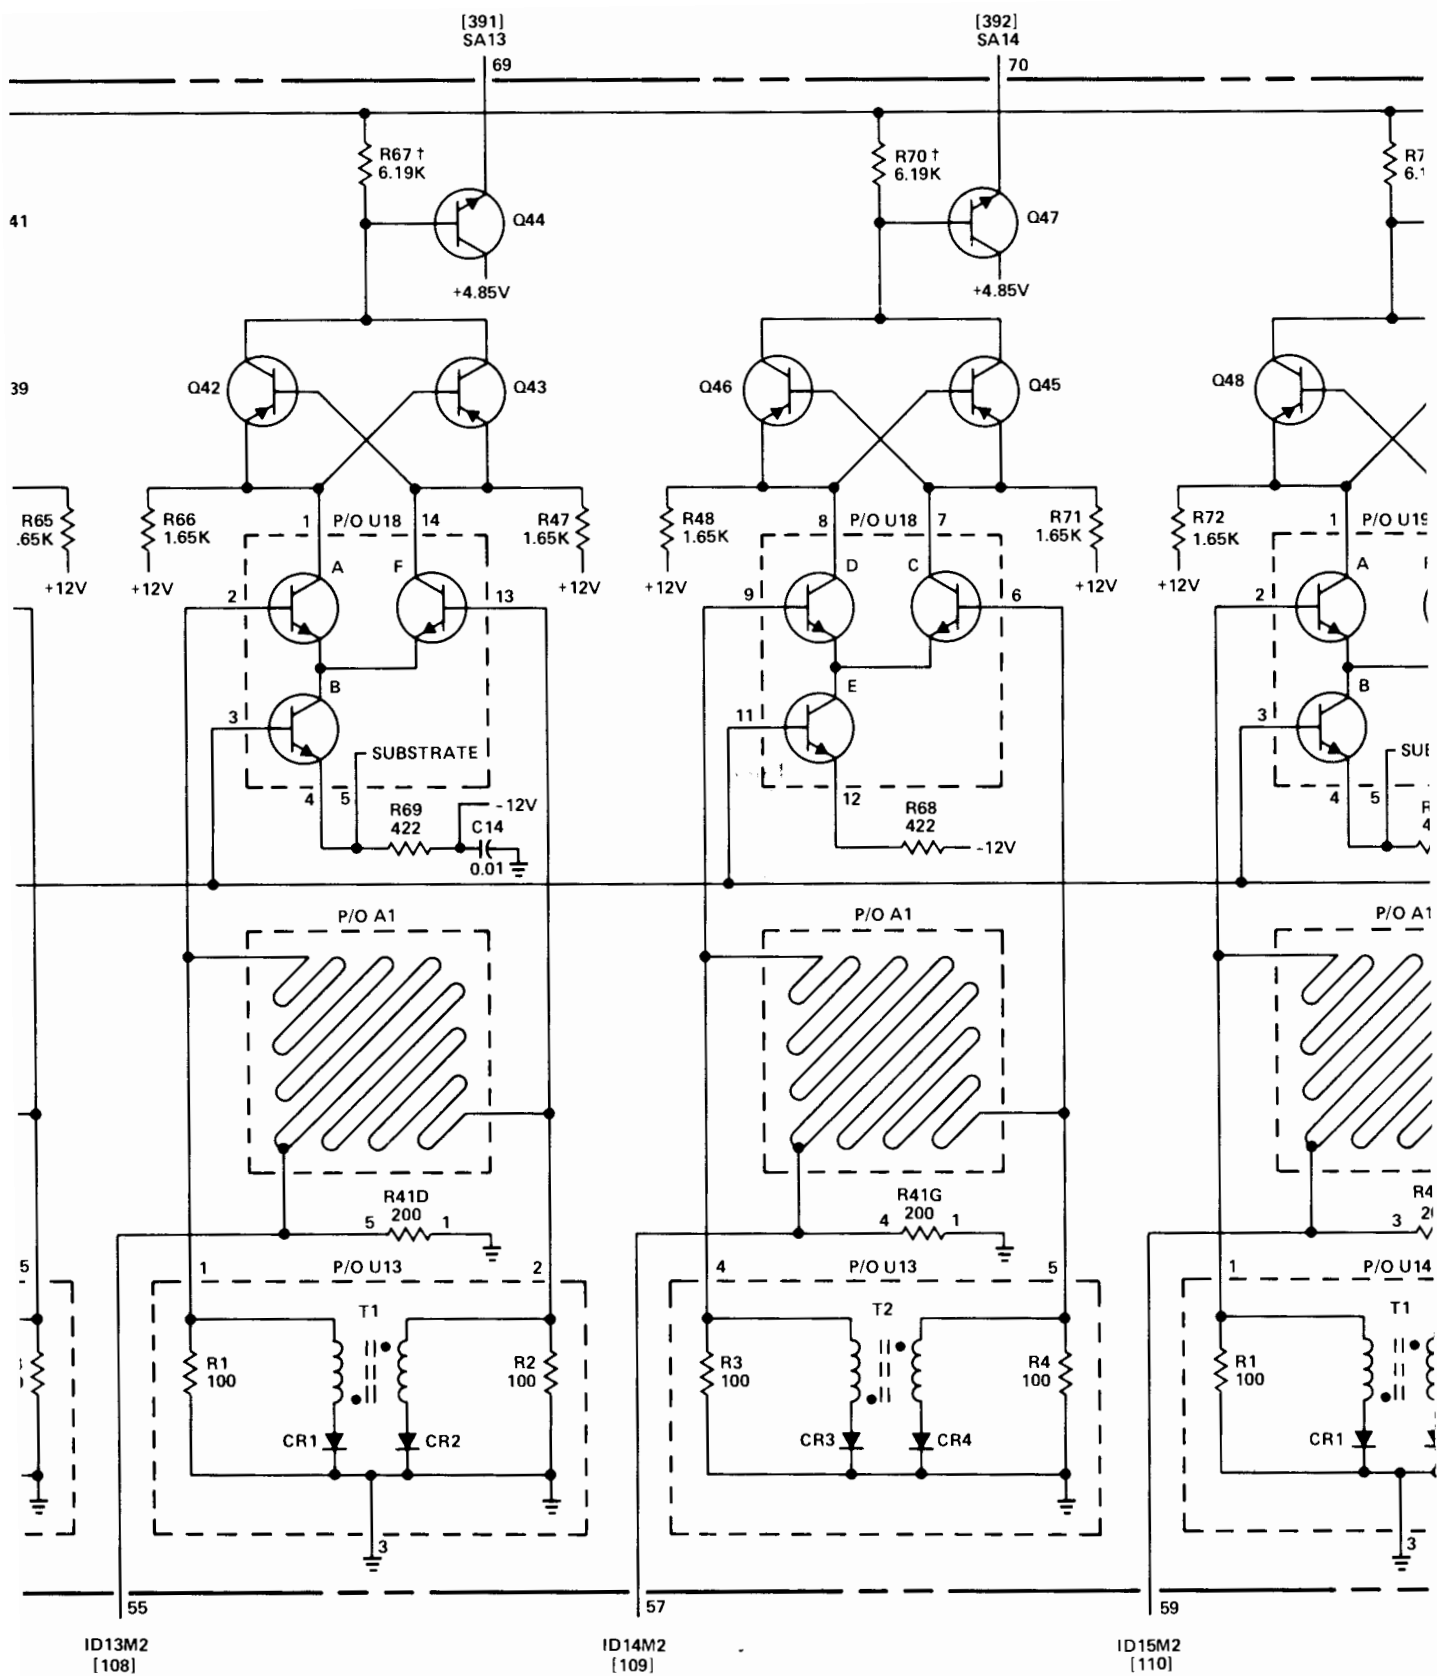 [391]
SA13
69
[392]
SA14
70
R67 †
6.19K
R70 †
6.19K
41
Q44
Q47
+4.85V
+4.85V
39
Q42
Q43
Q46
Q45
Q48
R65
.65K
+12V
R66
1.65K
+12V
1
P/O U18
14
R47
1.65K
+12V
R48
1.65K
+12V
8
P/O U18
7
R71
1.65K
+12V
R72
1.65K
+12V
1
P/O U19
A
F
D
C
A
2
13
9
6
2
B
E
B
3
11
3
SUBSTRATE
4
5
12
4
5
R69
422
-12V
C14
0.01
R68
422
-12V
P/O A1
P/O A1
P/O A1
R41D
200
5
1
R41G
200
4
1
3
5
1
P/O U13
2
4
P/O U13
5
1
P/O U14
T1
T2
T1
R1
100
R2
100
R3
100
R4
100
R1
100
CR1
CR2
CR3
CR4
CR1
3
3
55
57
59
ID13M2
[108]
ID14M2
[109]
ID15M2
[110]